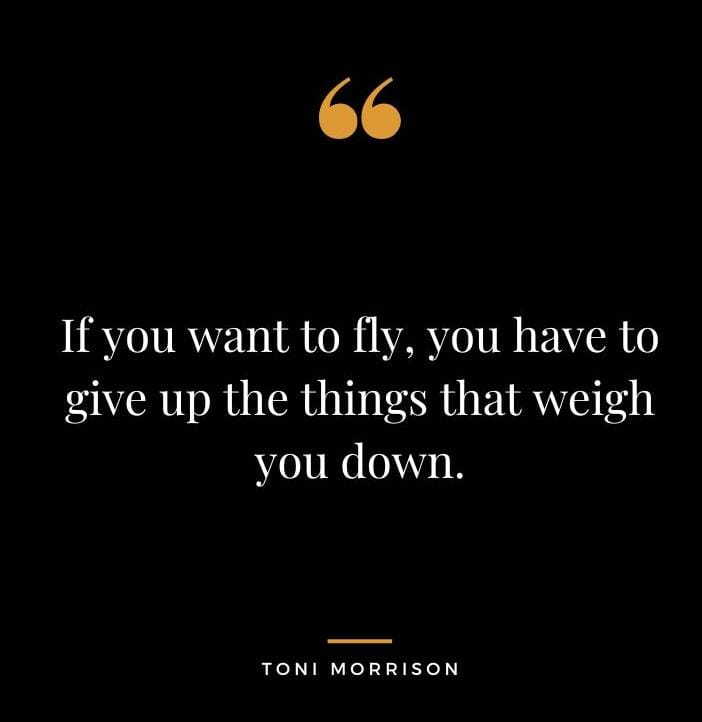 “
If you want to fly, you have to
give up the things that weigh
you down.
TONI MORRISON